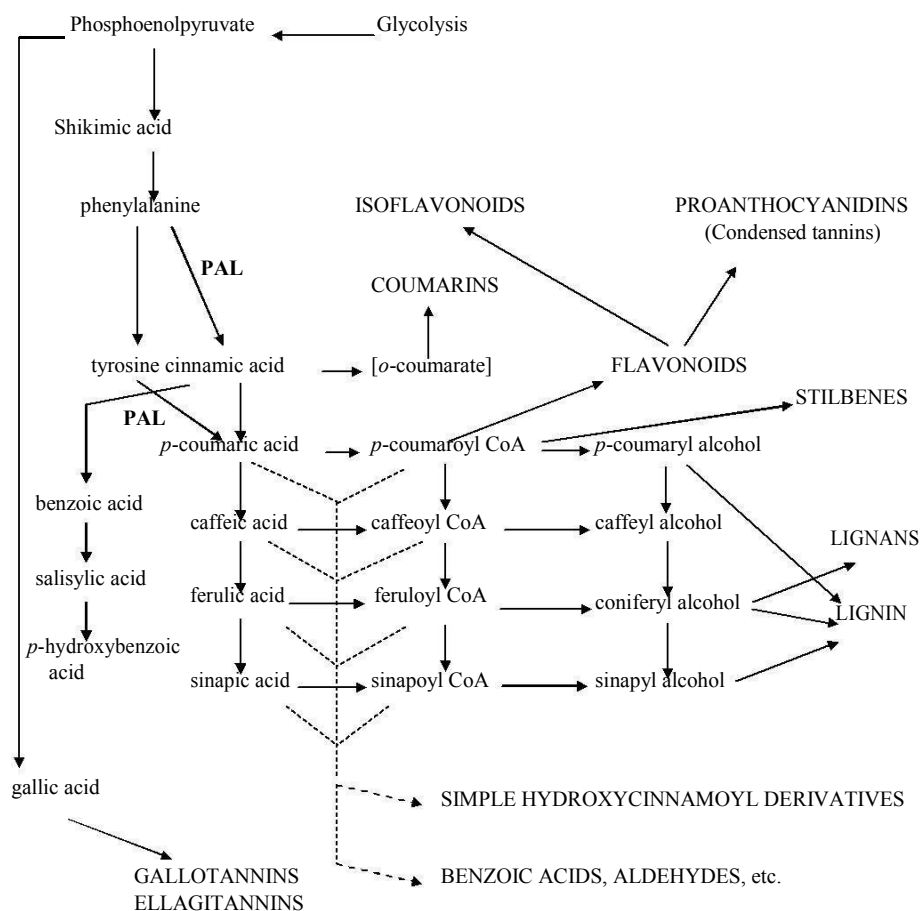 Phosphoenolpyruvate Glycolysis
Shikimic acid
phenylalanine ISOFLAVONOIDS PROANTHOCYANIDINS
(Condensed tannins)
PAL
COUMARINS
tyrosine cinnamic acid [o-coumarate] FLAVONOIDS
STILBENES
PAL
p-coumaric acid p-coumaroyl CoA p-coumaryl alcohol
benzoic acid
caffeic acid caffeoyl CoA caffeyl alcohol
LIGNANS
salisylic acid
ferulic acid feruloyl CoA coniferyl alcohol LIGNIN
p-hydroxybenzoic
acid
sinapic acid sinapoyl CoA sinapyl alcohol
gallic acid
SIMPLE HYDROXYCINNAMOYL DERIVATIVES
GALLOTANNINS BENZOIC ACIDS, ALDEHYDES, etc.
ELLAGITANNINS